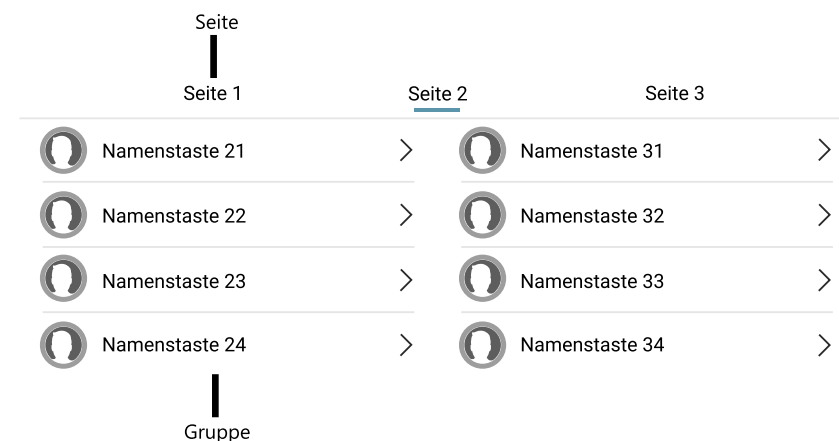 Seite
Seite 1 Seite 2 Seite 3
Namenstaste 21 Namenstaste 31
Namenstaste 22 Namenstaste 32
Namenstaste 23 Namenstaste 33
Namenstaste 24 Namenstaste 34
Gruppe